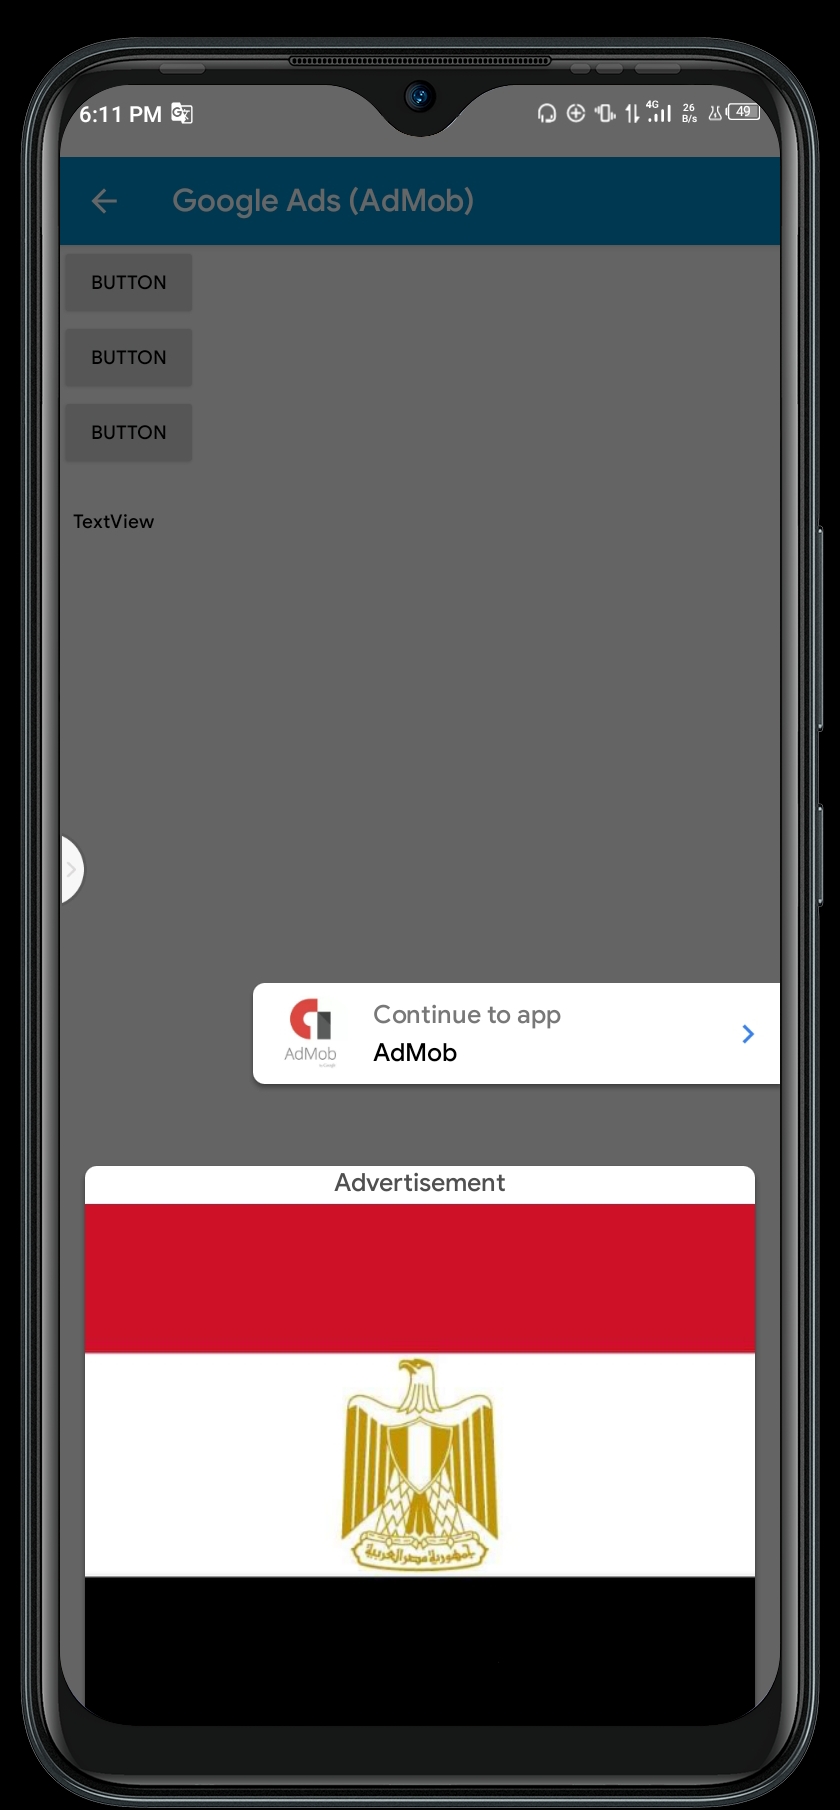 6:11 PM
4G
26
B/s
49
Google Ads (AdMob)
BUTTON
BUTTON
BUTTON
TextView
Continue to app
AdMob
AdMob
Advertisement
جمهورية مصر العربية